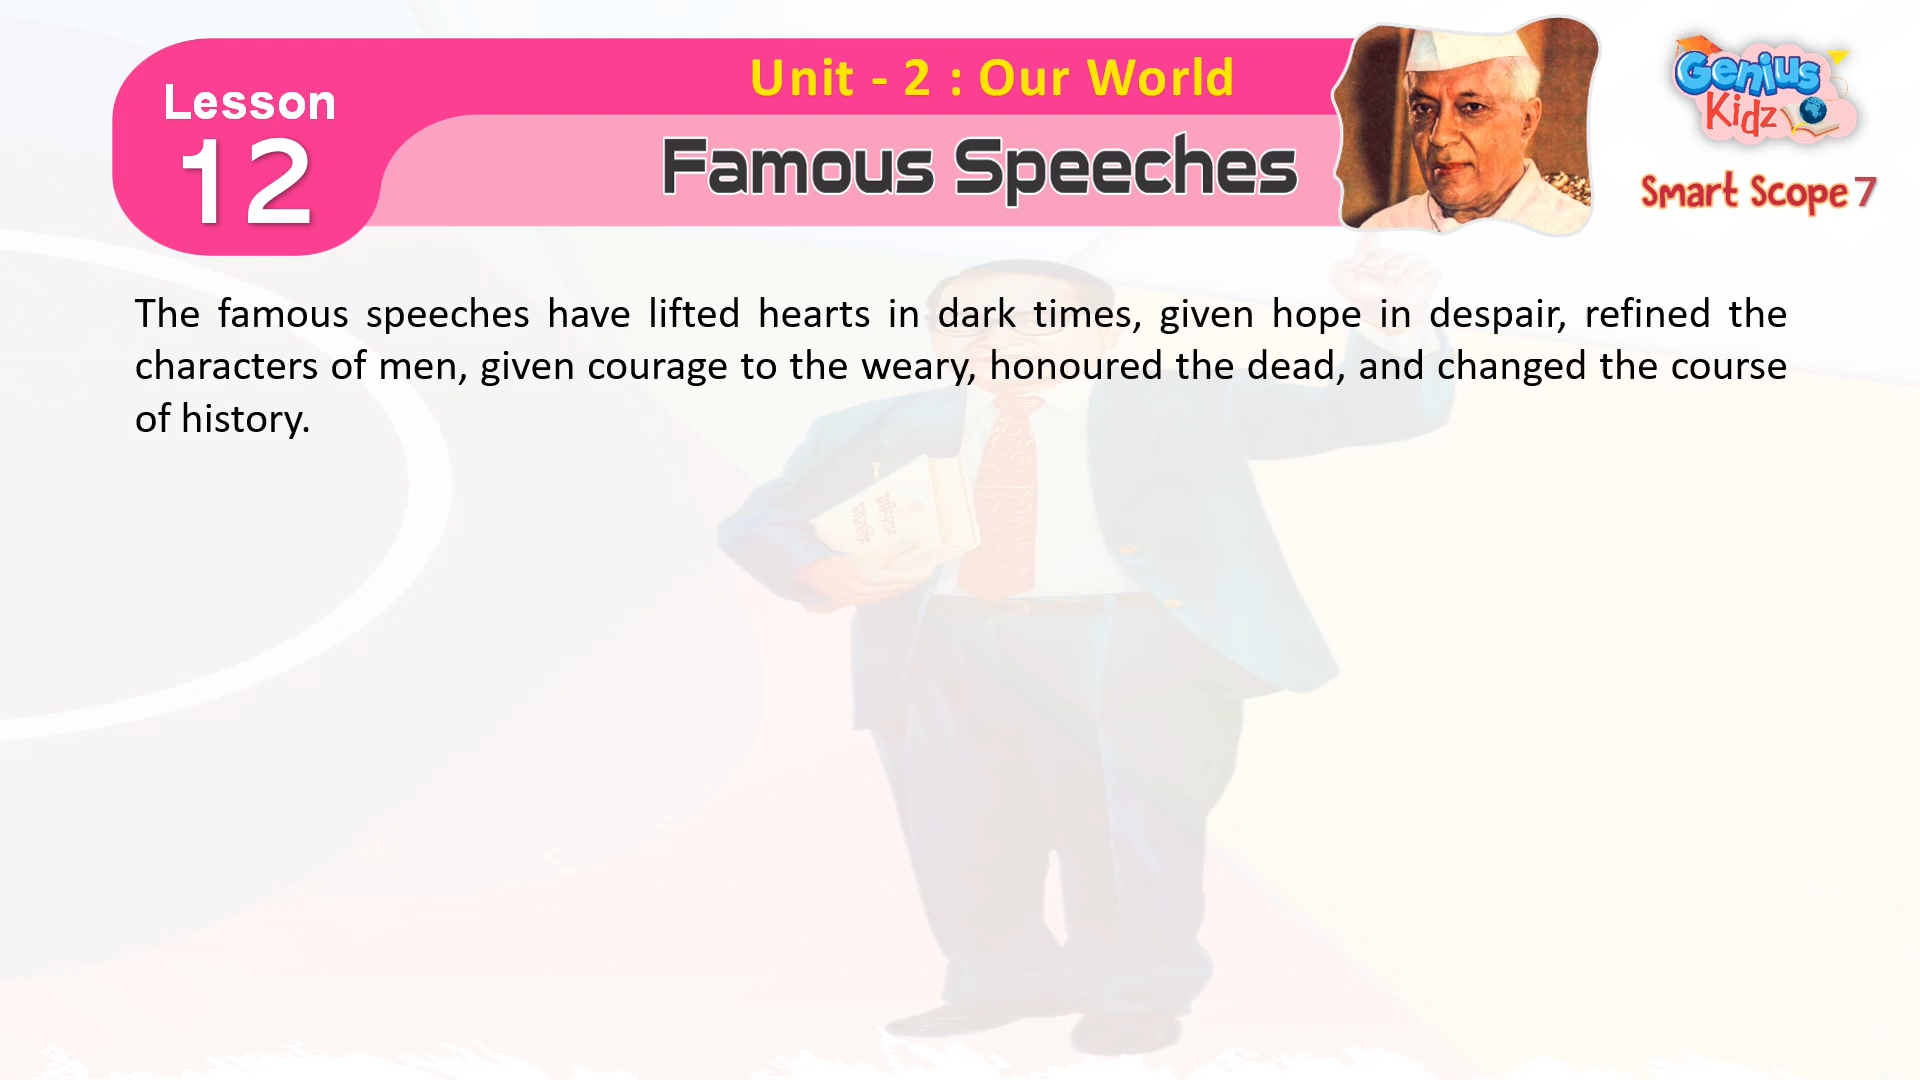 Lesson
12
Unit - 2 : Our World
Famous Speeches
Genius
Kidz
Smart Scope 7
The famous speeches have lifted hearts in dark times, given hope in despair, refined the
characters of men, given courage to the weary, honoured the dead, and changed the course
of history.